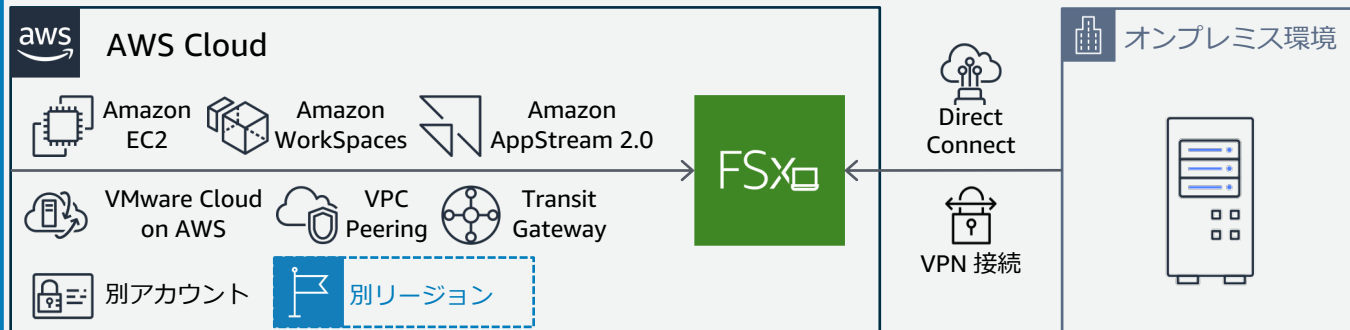 aws
AWS Cloud
Amazon
EC2
Amazon
WorkSpaces
Amazon
AppStream 2.0
FSx
VMware Cloud
on AWS
VPC
Peering
Transit
Gateway
別アカウント
別リージョン
Direct
Connect
VPN 接続
オンプレミス環境